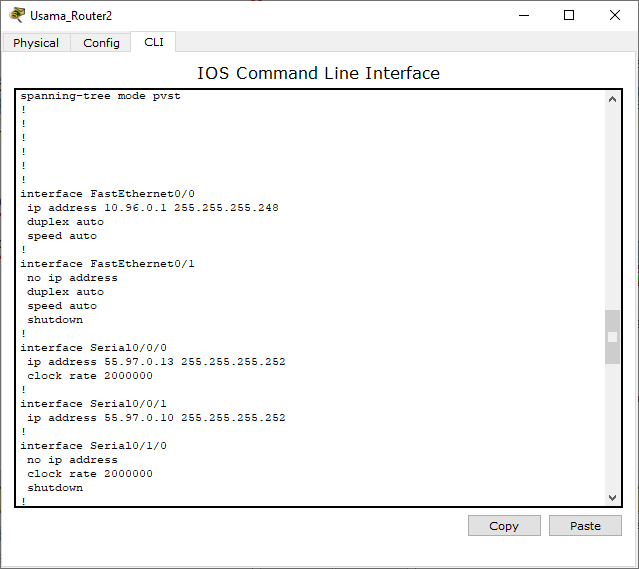 Usama_Router2
Physical Config CLI
IOS Command Line Interface
spanning-tree mode pvst
!
!
!
!
!
!
interface FastEthernet0/0
ip address 10.96.0.1 255.255.255.248
duplex auto
speed auto
!
interface FastEthernet0/1
no ip address
duplex auto
speed auto
shutdown
!
interface Serial0/0/0
ip address 55.97.0.13 255.255.255.252
clock rate 2000000
!
interface Serial0/0/1
ip address 55.97.0.10 255.255.255.252
!
interface Serial0/1/0
no ip address
clock rate 2000000
shutdown
!
Copy Paste